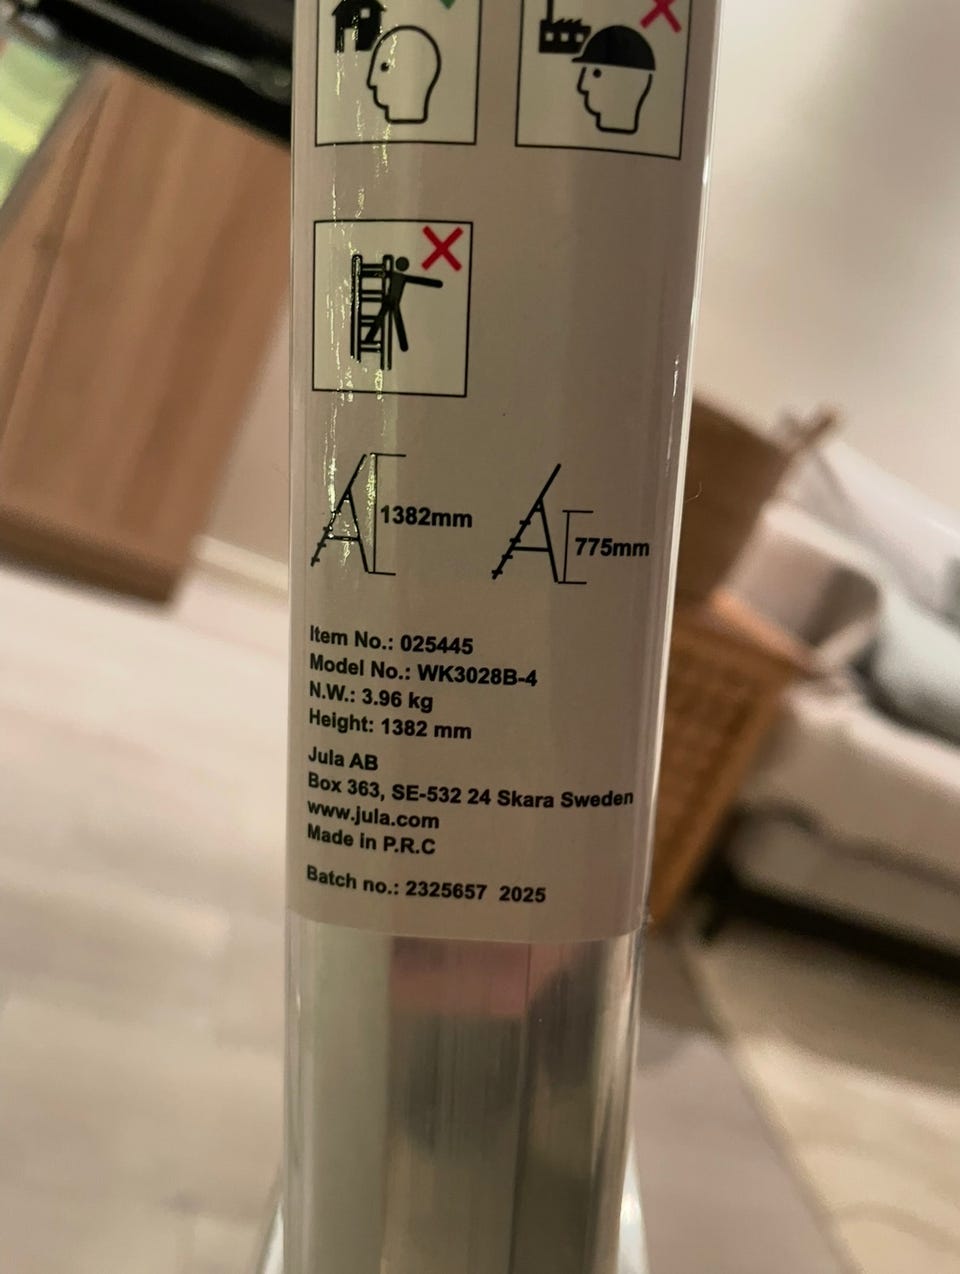 1382mm
775mm
Item No.: 025445
Model No.: WK3028B-4
N.W.: 3.96 kg
Height: 1382 mm
Jula AB
Box 363, SE-532 24 Skara Sweden
www.jula.com
Made in P.R.C
Batch no.: 2325657 2025